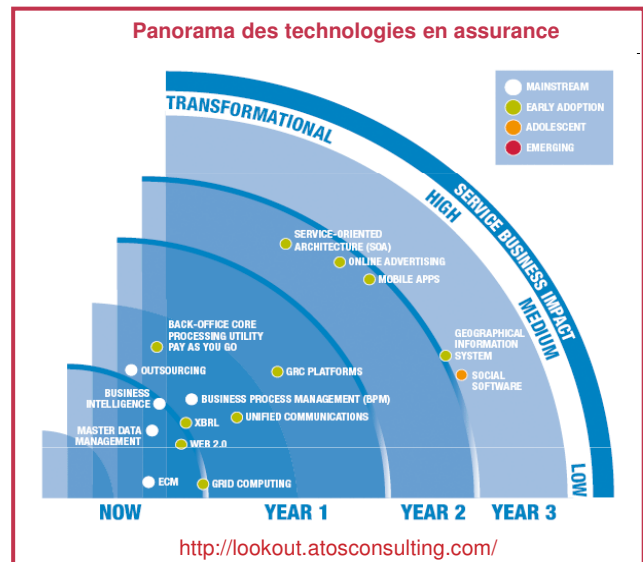 Panorama des technologies en assurance
MAINSTREAM
EARLY ADOPTION
ADOLESCENT
EMERGING
TRANSFORMATIONAL
HIGH
SERVICE BUSINESS IMPACT
MEDIUM
LOW
SERVICE-ORIENTED
ARCHITECTURE (SOA)
ONLINE ADVERTISING
MOBILE APPS
BACK-OFFICE CORE
PROCESSING UTILITY
PAY AS YOU GO
GEOGRAPHICAL
INFORMATION
SYSTEM
OUTSOURCING
GRC PLATFORMS
SOCIAL
SOFTWARE
BUSINESS
INTELLIGENCE
BUSINESS PROCESS MANAGEMENT (BPM)
XBRL
UNIFIED COMMUNICATIONS
MASTER DATA
MANAGEMENT
WEB 2.0
ECM
GRID COMPUTING
NOW
YEAR 1
YEAR 2
YEAR 3
http://lookout.atosconsulting.com/